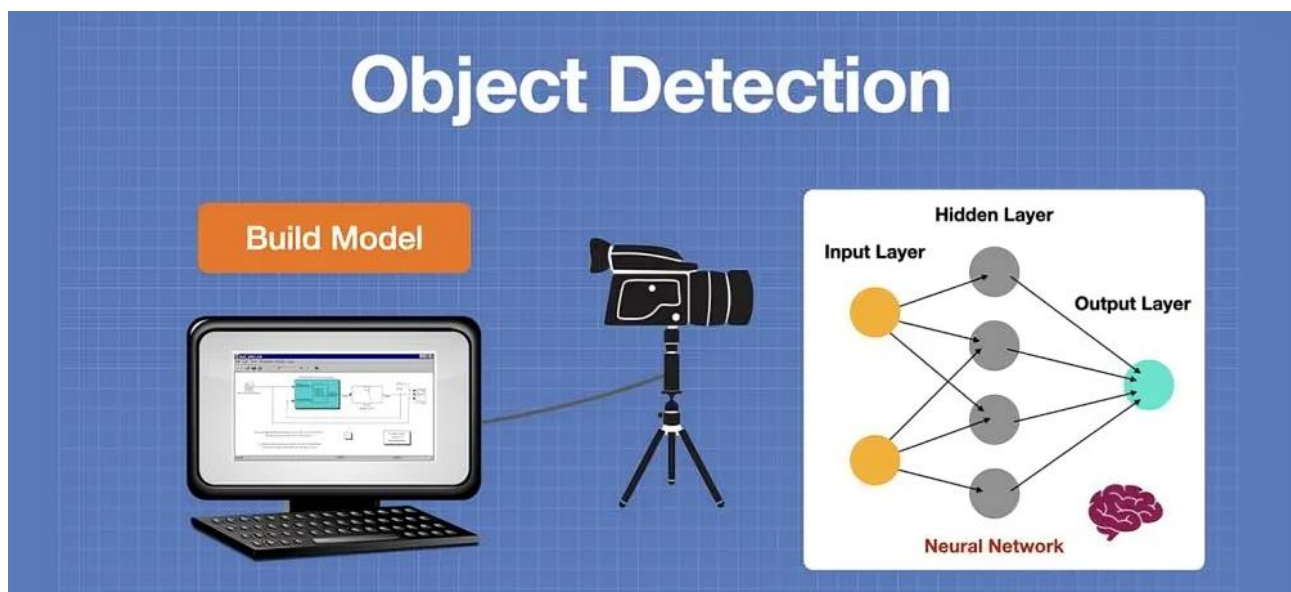 Object Detection
Build Model
Hidden Layer
Input Layer
Output Layer
Neural Network